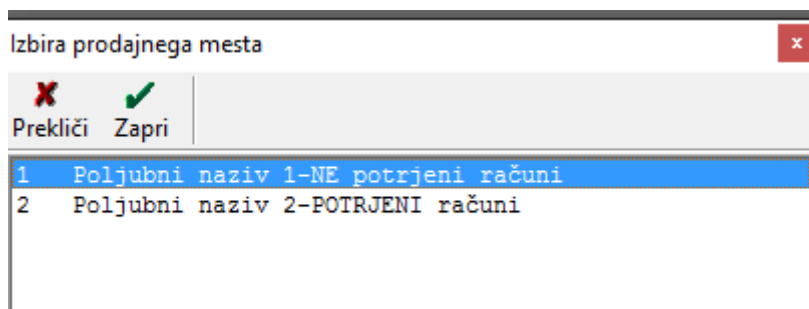 Izbira prodajnega mesta
x
Prekliči Zapri
1 Poljubni naziv 1-NE potrjeni računi
2 Poljubni naziv 2-POTRJENI računi